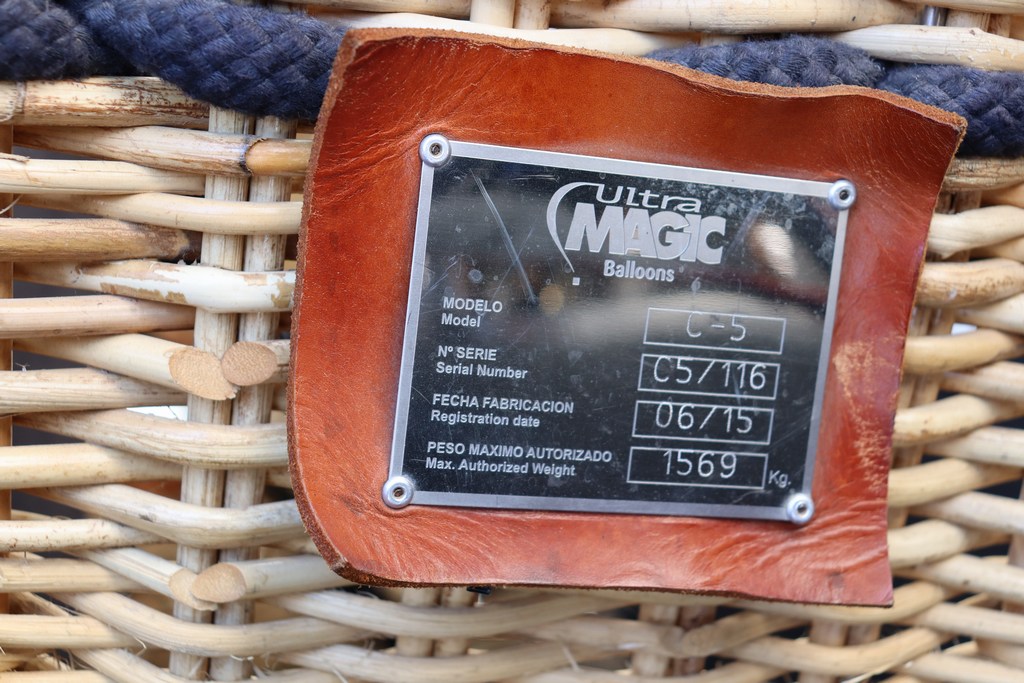 Ultra
MAGIC
Balloons
MODELO
Model
C-5
Nº SERIE
Serial Number
C5/116
FECHA FABRICACION
Registration date
06/15
PESO MAXIMO AUTORIZADO
Max. Authorized Weight
1569 Kg.